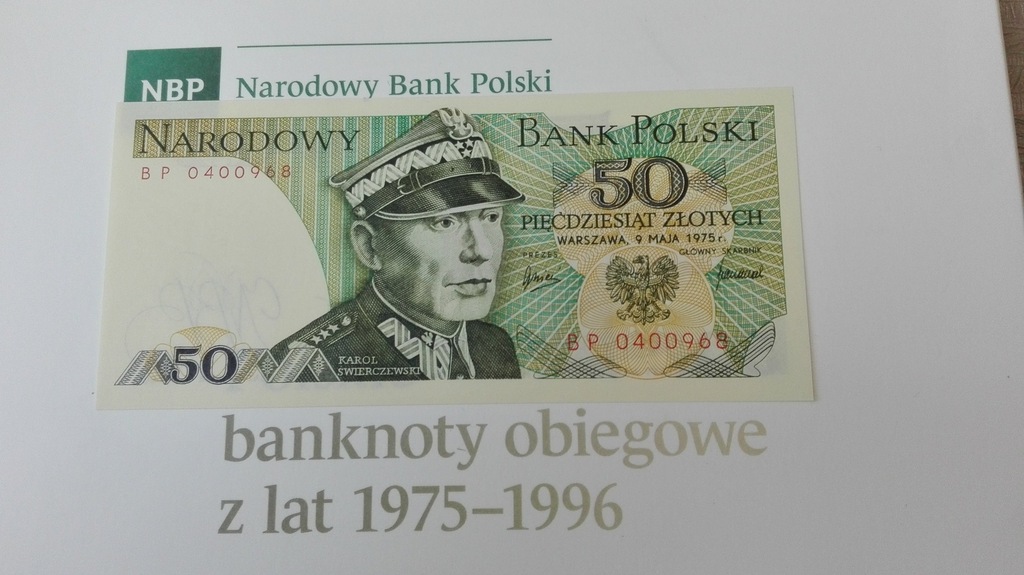 NBP Narodowy Bank Polski
NARODOWY BANK POLSKI
BP 0400968
50
PIĘĆDZIESIĄT ZŁOTYCH
WARSZAWA, 9 MAJA 1975 r.
PREZES GŁÓWNY SKARBNIK
BP 0400968
50
KAROL
ŚWIERCZEWSKI
banknoty obiegowe
z lat 1975–1996